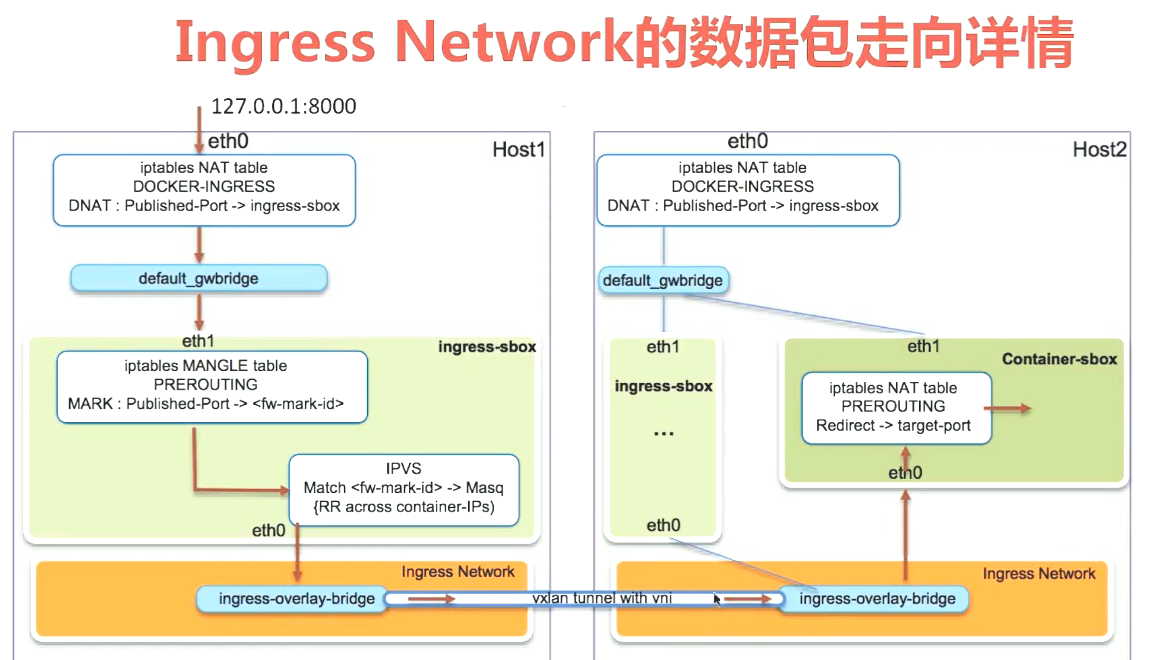 Ingress Network的数据包走向详情
127.0.0.1:8000
eth0
Host1
iptables NAT table
DOCKER-INGRESS
DNAT : Published-Port -> ingress-sbox
default_gwbridge
eth1
ingress-sbox
iptables MANGLE table
PREROUTING
MARK : Published-Port -> <fw-mark-id>
IPVS
Match <fw-mark-id> -> Masq
{RR across container-IPs)
eth0
Ingress Network
ingress-overlay-bridge
vxlan tunnel with vni
eth0
Host2
iptables NAT table
DOCKER-INGRESS
DNAT : Published-Port -> ingress-sbox
default_gwbridge
eth1
ingress-sbox
...
eth0
eth1
Container-sbox
iptables NAT table
PREROUTING
Redirect -> target-port
eth0
Ingress Network
ingress-overlay-bridge